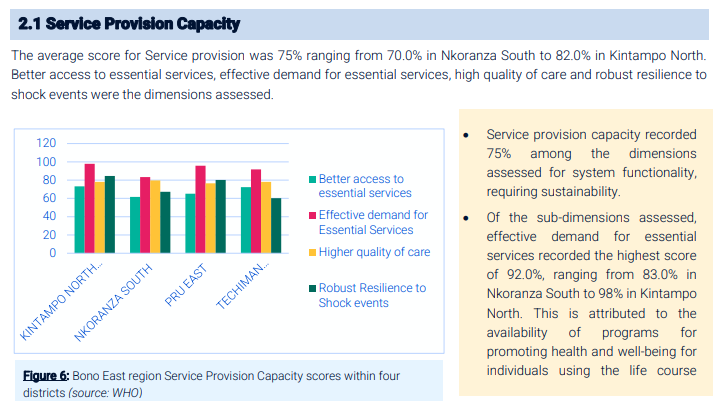 2.1 Service Provision Capacity
The average score for Service provision was 75% ranging from 70.0% in Nkoranza South to 82.0% in Kintampo North.
Better access to essential services, effective demand for essential services, high quality of care and robust resilience to
shock events were the dimensions assessed.
120
100
80
60
40
20
0
KINTAMPO NORTH…
NKORANZA SOUTH
PRU EAST
TECHIMAN…
Better access to
essential services
Effective demand for
Essential Services
Higher quality of care
Robust Resilience to
Shock events
Figure 6: Bono East region Service Provision Capacity scores within four
districts (source: WHO)
• Service provision capacity recorded
75% among the dimensions
assessed for system functionality,
requiring sustainability.
• Of the sub-dimensions assessed,
effective demand for essential
services recorded the highest score
of 92.0%, ranging from 83.0% in
Nkoranza South to 98% in Kintampo
North. This is attributed to the
availability of programs for
promoting health and well-being for
individuals using the life course